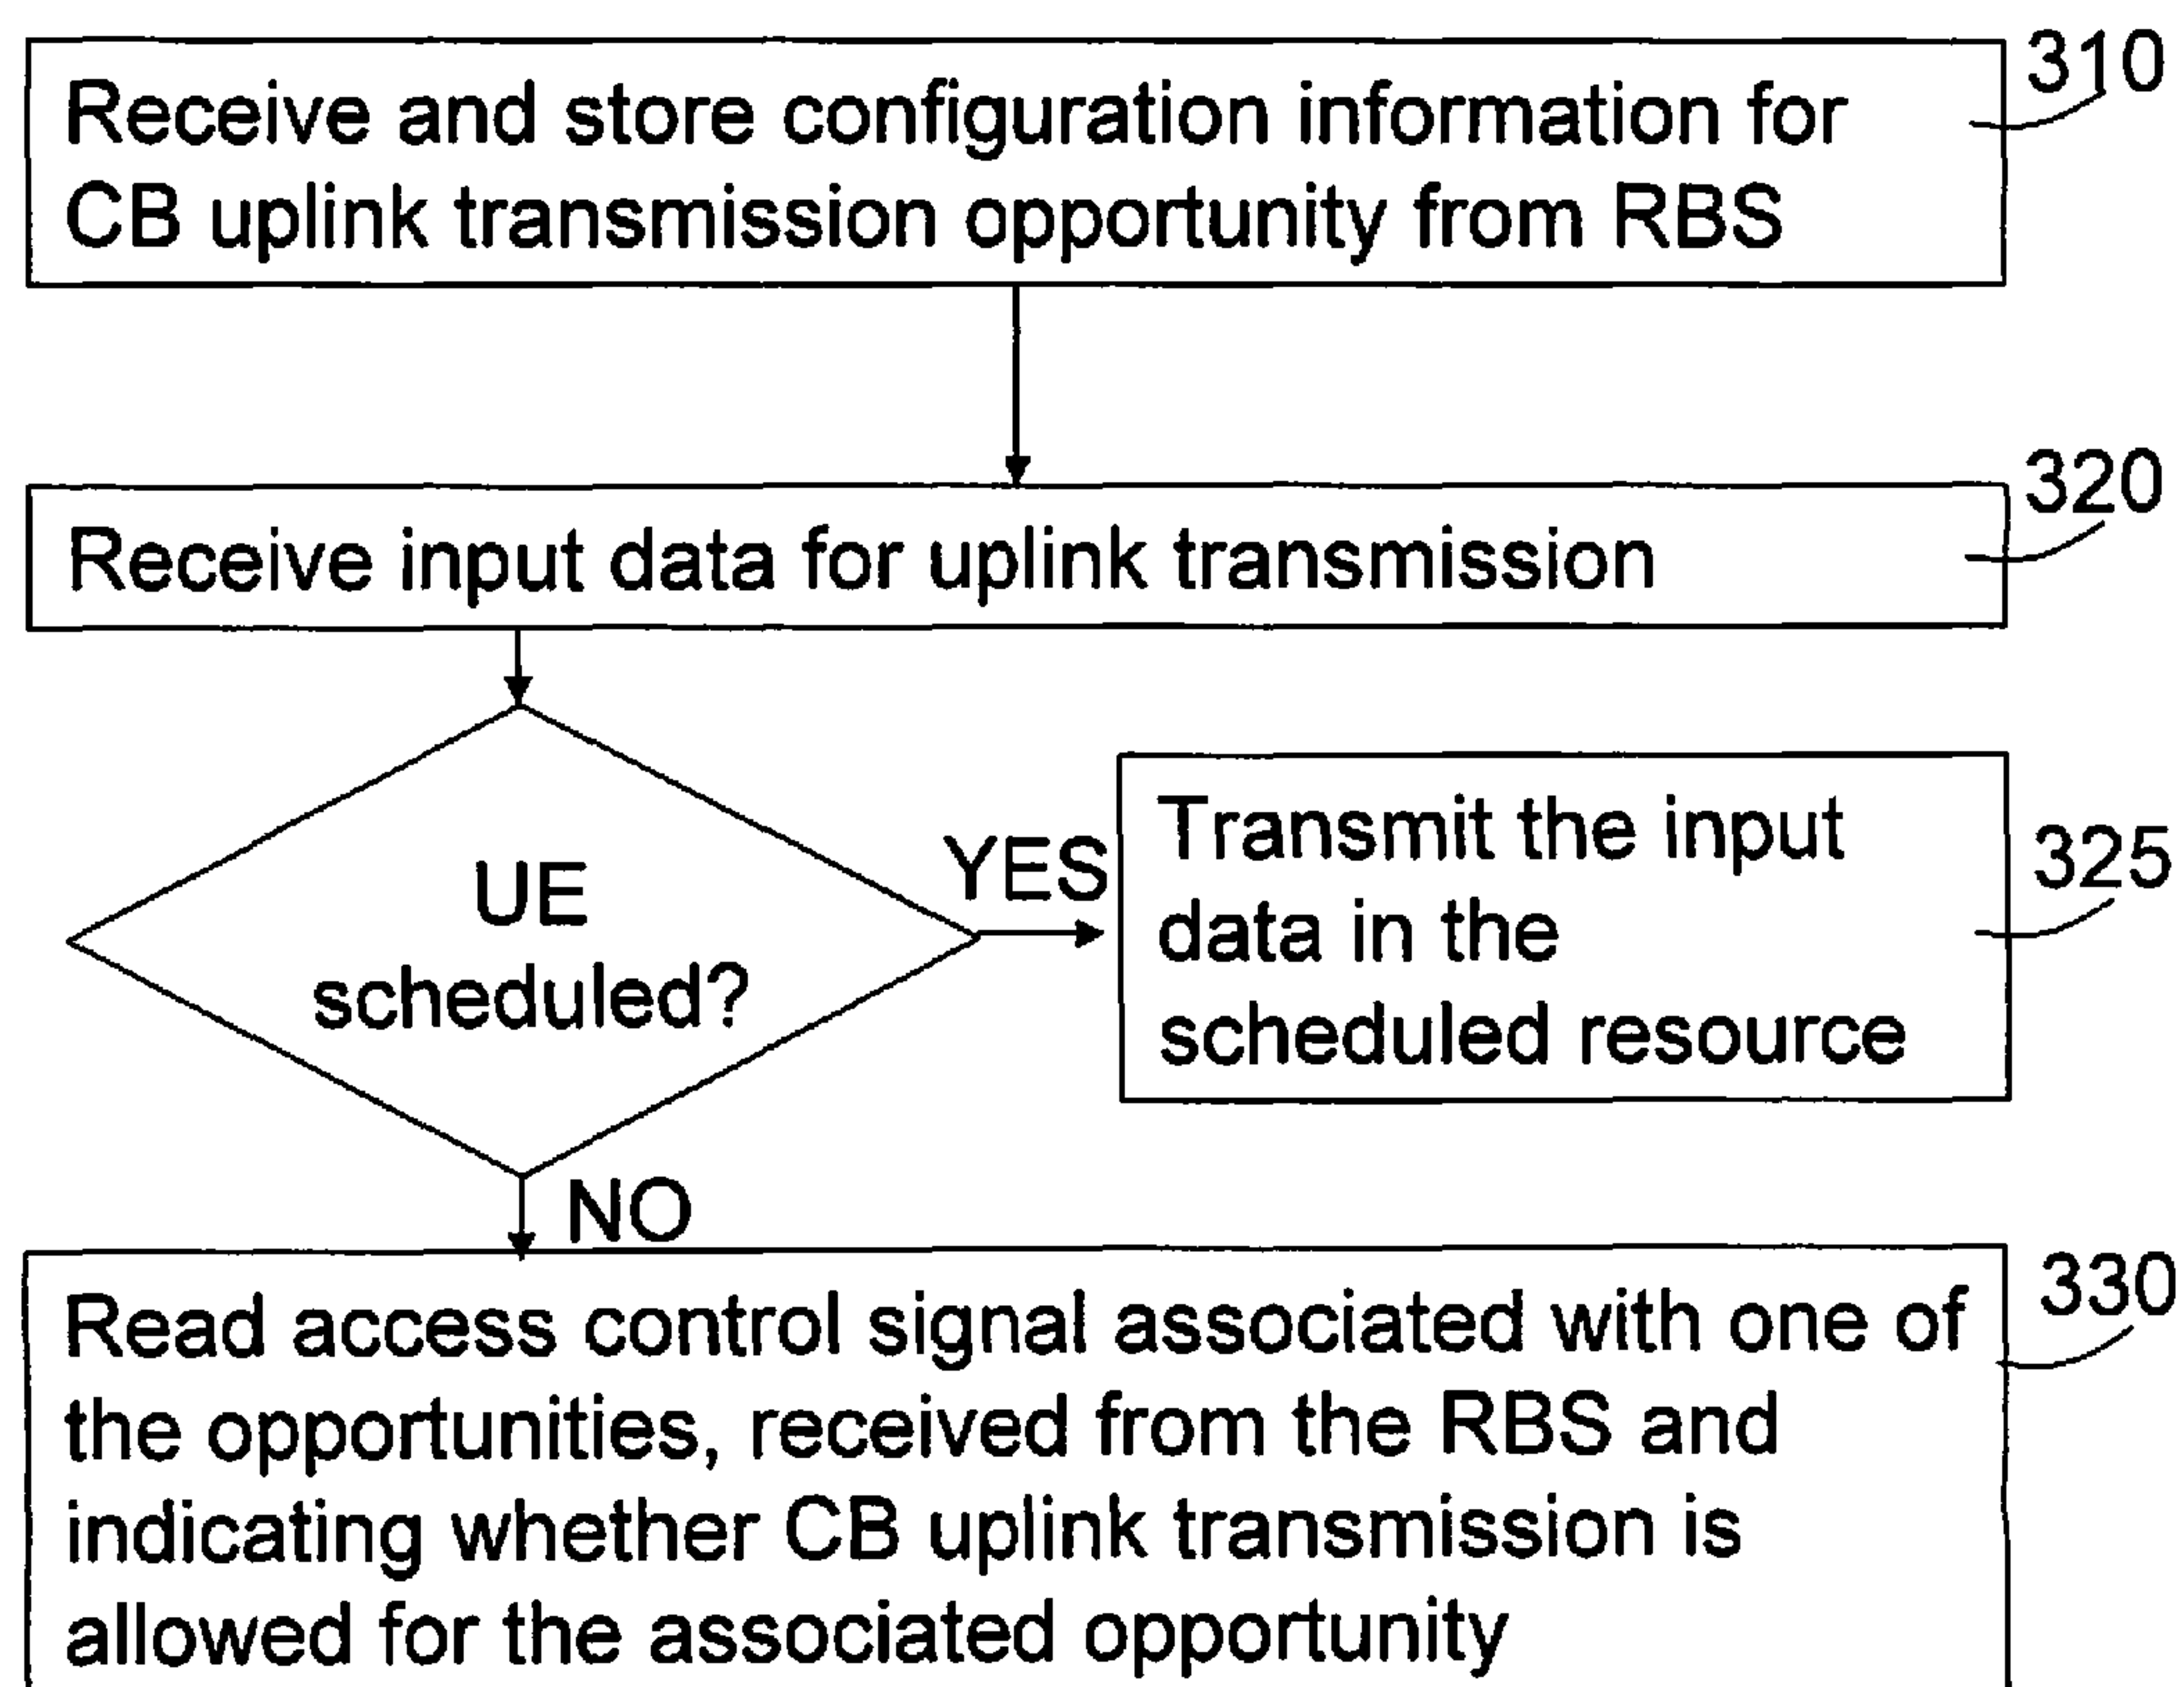 310
Receive and store configuration information for
CB uplink transmission opportunity from RBS
320
Receive input data for uplink transmission
UE
scheduled?
YES
Transmit the input
data in the
scheduled resource
325
NO
330
Read access control signal associated with one of
the opportunities, received from the RBS and
indicating whether CB uplink transmission is
allowed for the associated opportunity